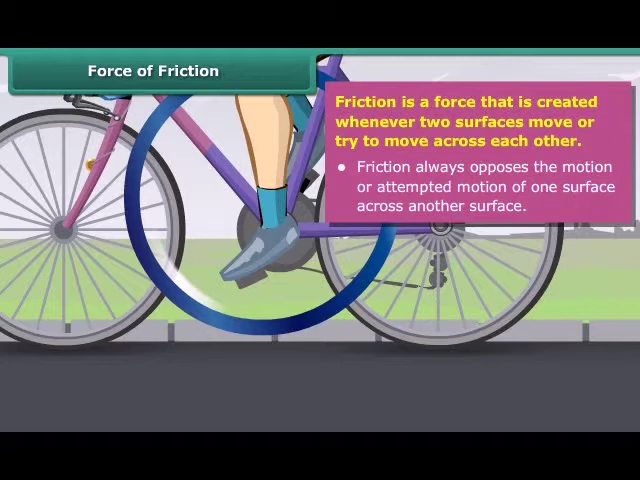 Force of Friction
Friction is a force that is created
whenever two surfaces move or
try to move across each other.
● Friction always opposes the motion
or attempted motion of one surface
across another surface.